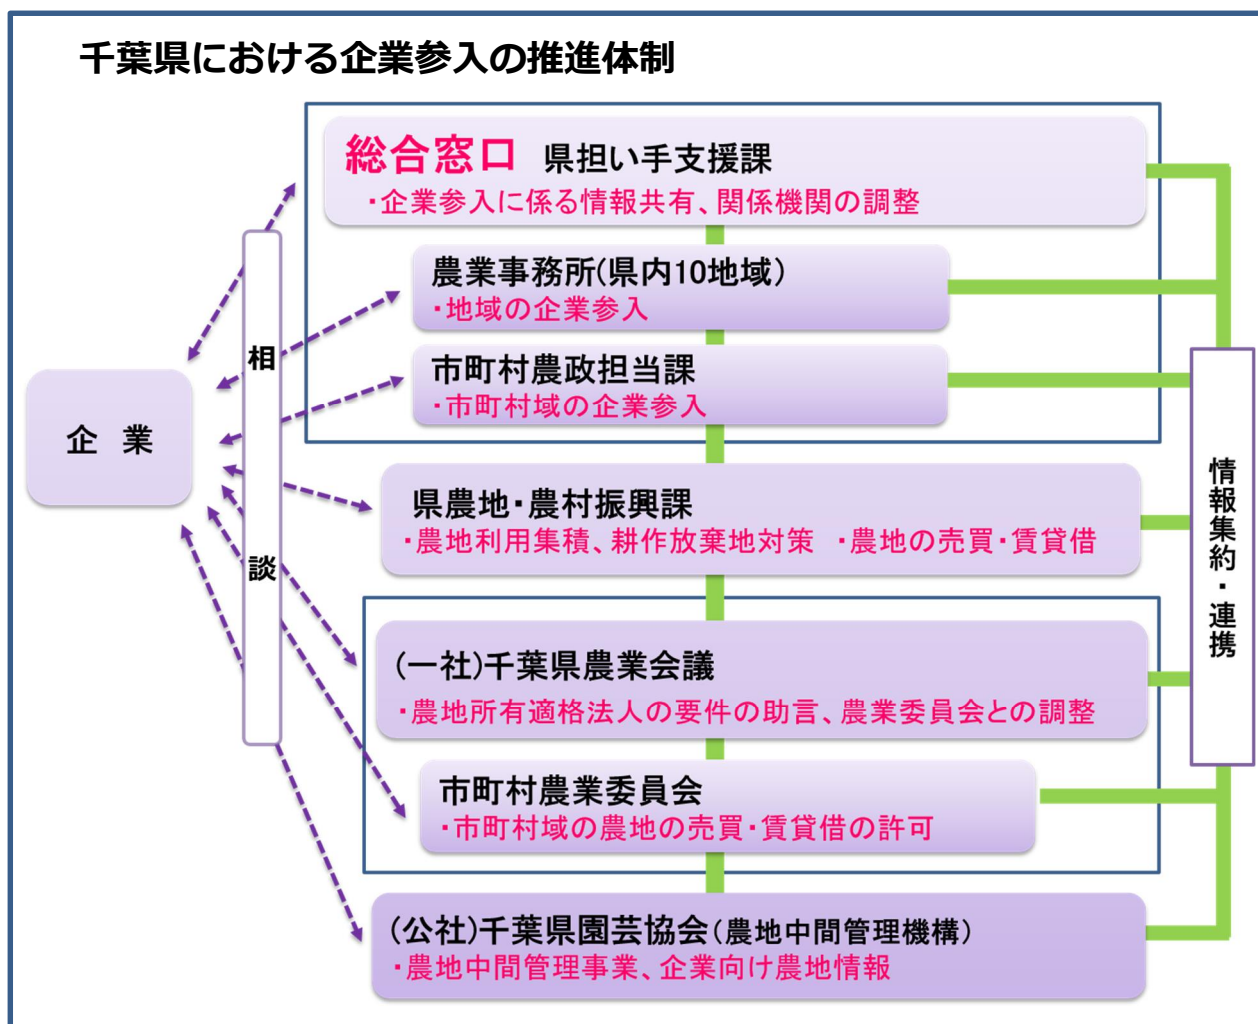 千葉県における企業参入の推進体制
総合窓口 県担い手支援課
・企業参入に係る情報共有、関係機関の調整
農業事務所(県内10地域)
・地域の企業参入
市町村農政担当課
・市町村域の企業参入
相談
企 業
県農地・農村振興課
・農地利用集積、耕作放棄地対策 ・農地の売買・賃貸借
(一社)千葉県農業会議
・農地所有適格法人の要件の助言、農業委員会との調整
市町村農業委員会
・市町村域の農地の売買・賃貸借の許可
(公社)千葉県園芸協会(農地中間管理機構)
・農地中間管理事業、企業向け農地情報
情報集約・連携